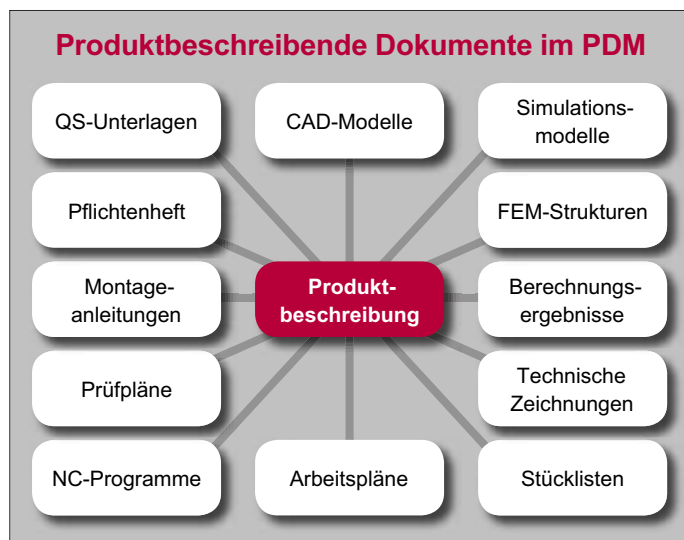 Produktbeschreibende Dokumente im PDM
QS-Unterlagen
CAD-Modelle
Simulations-
modelle
Pflichtenheft
FEM-Strukturen
Montage-
anleitungen
Produkt-
beschreibung
Berechnungs-
ergebnisse
Prüfpläne
Technische
Zeichnungen
NC-Programme
Arbeitspläne
Stücklisten